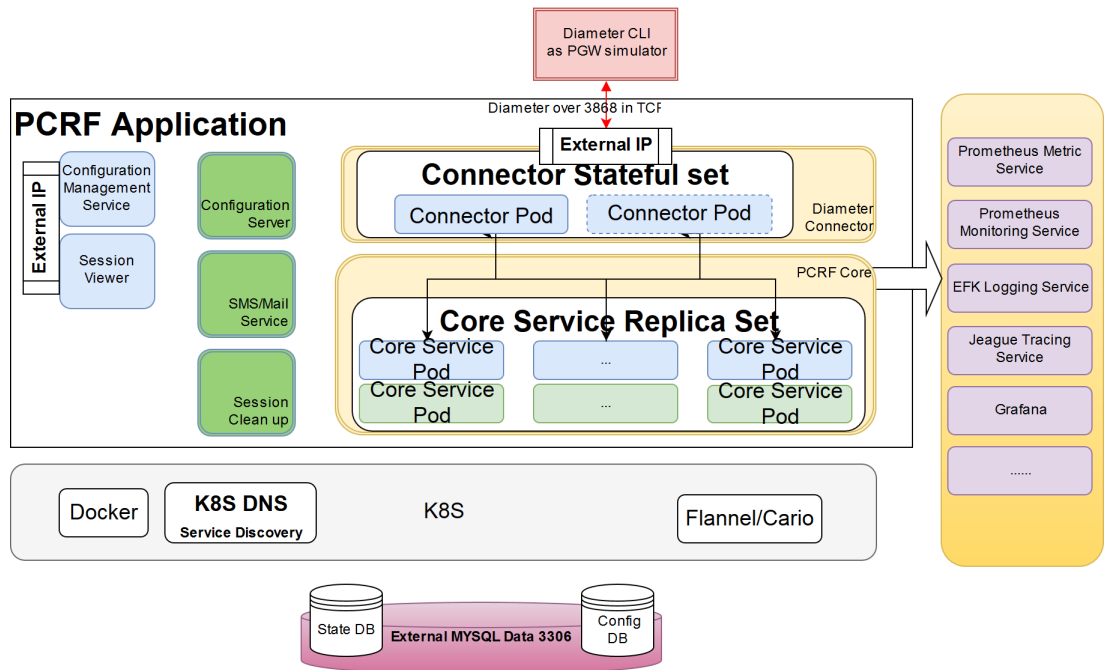 Diameter CLI
as PGW simulator
Diameter over 3868 in TCP
PCRF Application
External IP
Configuration
Management
Service
Session
Viewer
Configuration
Server
SMS/Mail
Service
Session
Clean up
External IP
Connector Stateful set
Connector Pod
Connector Pod
Diameter
Connector
PCRF Core
Core Service Replica Set
Core Service
Pod
...
Core Service
Pod
Core Service
Pod
...
Core Service
Pod
Prometheus Metric
Service
Prometheus
Monitoring Service
EFK Logging Service
Jeague Tracing
Service
Grafana
......
Docker
K8S DNS
Service Discovery
K8S
Flannel/Cario
State DB
External MYSQL Data 3306
Config
DB